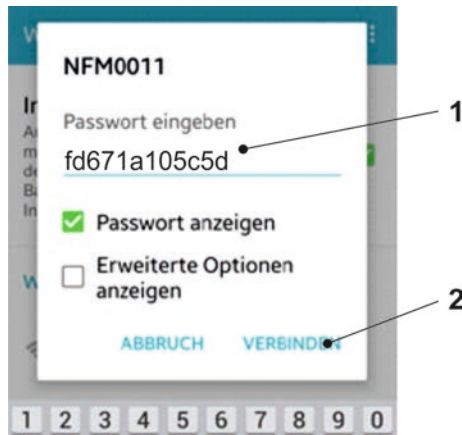 NFM0011
Passwort eingeben
fd671a105c5d
Passwort anzeigen
Erweiterte Optionen
anzeigen
ABBRUCH VERBINDEN
1
2
1 2 3 4 5 6 7 8 9 0